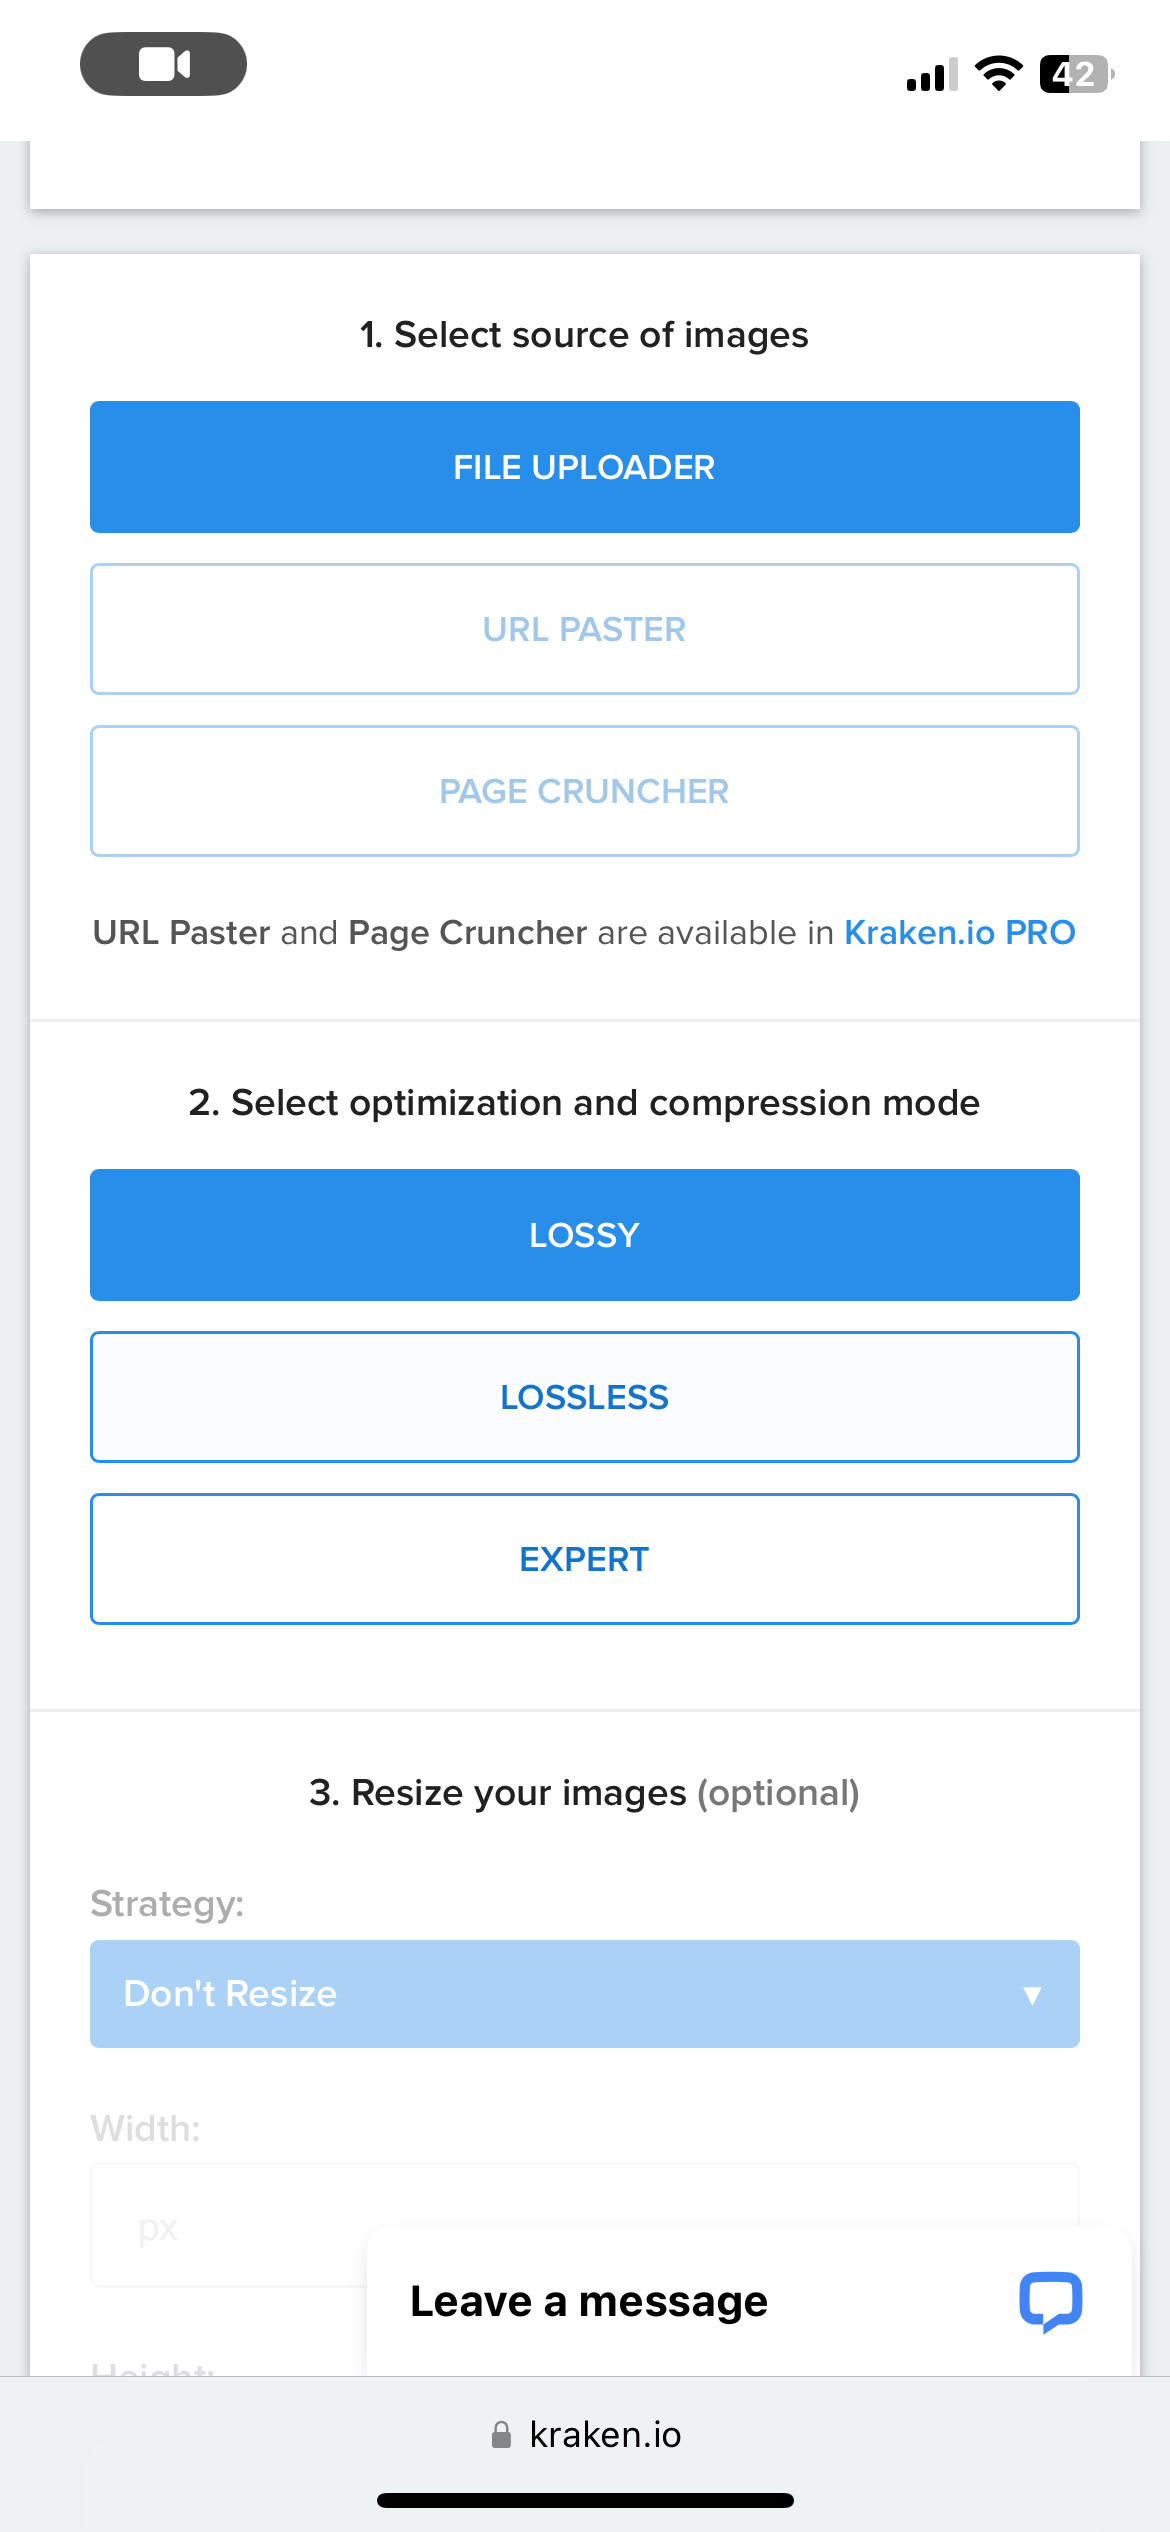 42
1. Select source of images
FILE UPLOADER
URL PASTER
PAGE CRUNCHER
URL Paster and Page Cruncher are available in Kraken.io PRO
2. Select optimization and compression mode
LOSSY
LOSSLESS
EXPERT
3. Resize your images (optional)
Strategy:
Don't Resize
Width:
px
Leave a message
Height:
kraken.io